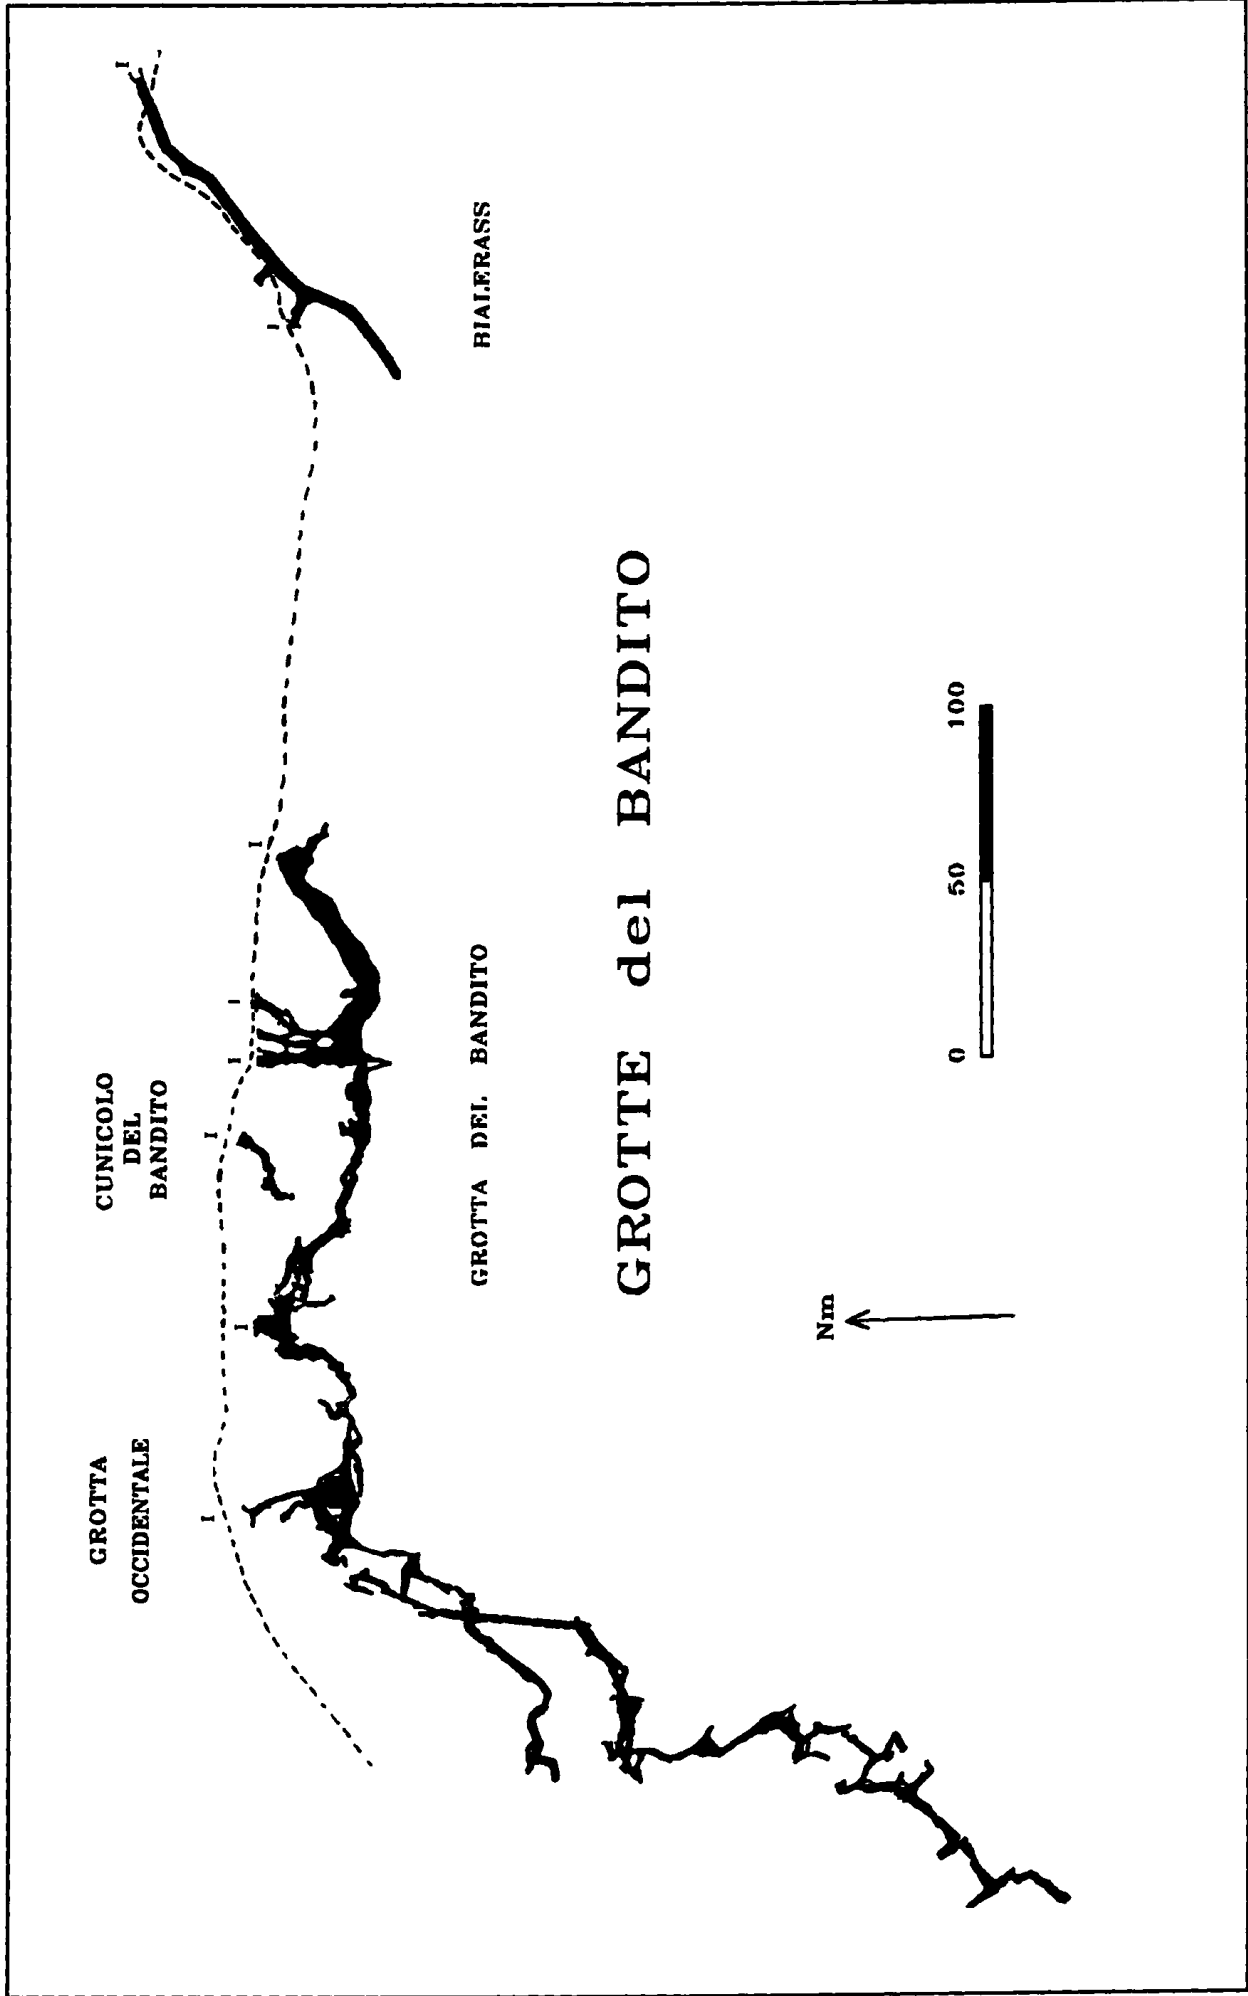 GROTTA
OCCIDENTALE
CUNICOLO
DEL
BANDITO
I
I
I
I
I
I
I
I
GROTTA DEL BANDITO
BIALERASS
GROTTE del BANDITO
Nm
0 50 100